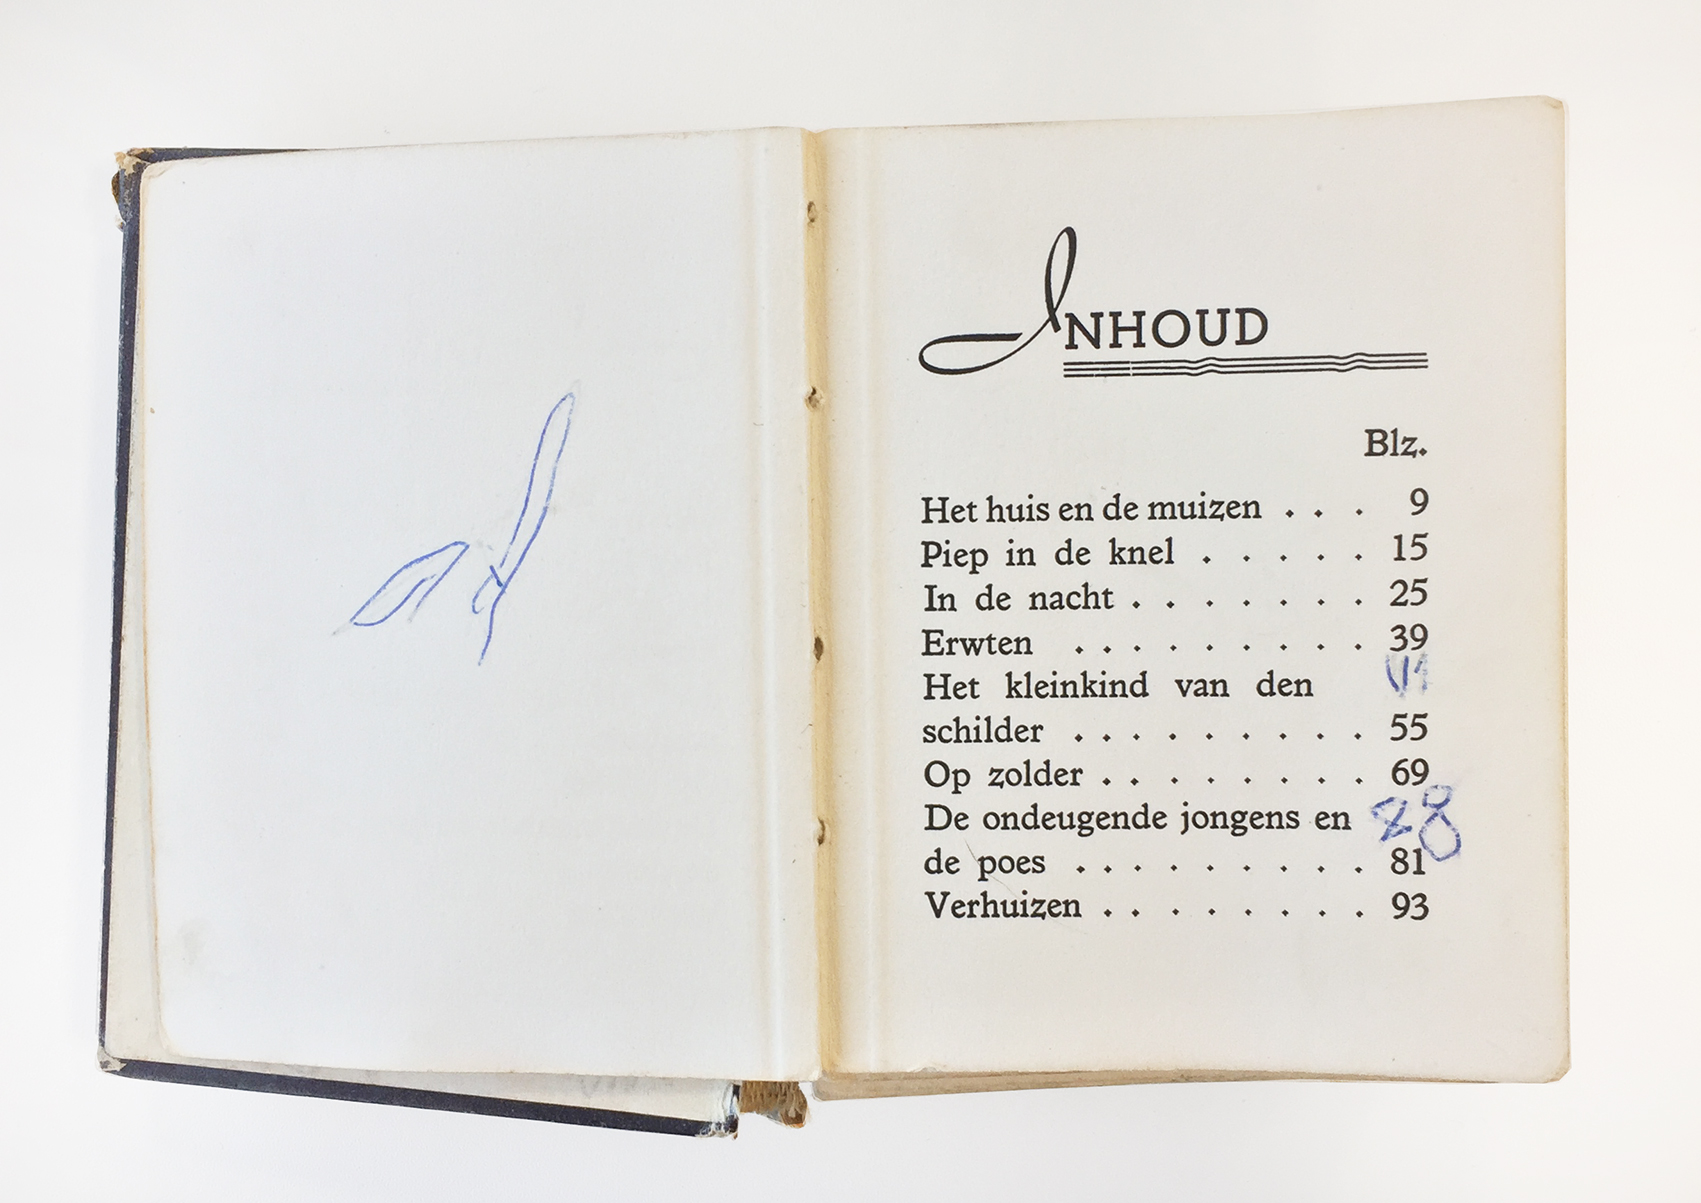 INHOUD
Blz.
Het huis en de muizen . . . 9
Piep in de knel . . . . . 15
In de nacht . . . . . . . 25
Erwten . . . . . . . . . 39
Het kleinkind van den
schilder . . . . . . . . . 55
Op zolder . . . . . . . . 69
De ondeugende jongens en
de poes . . . . . . . . . 81
Verhuizen . . . . . . . . 93